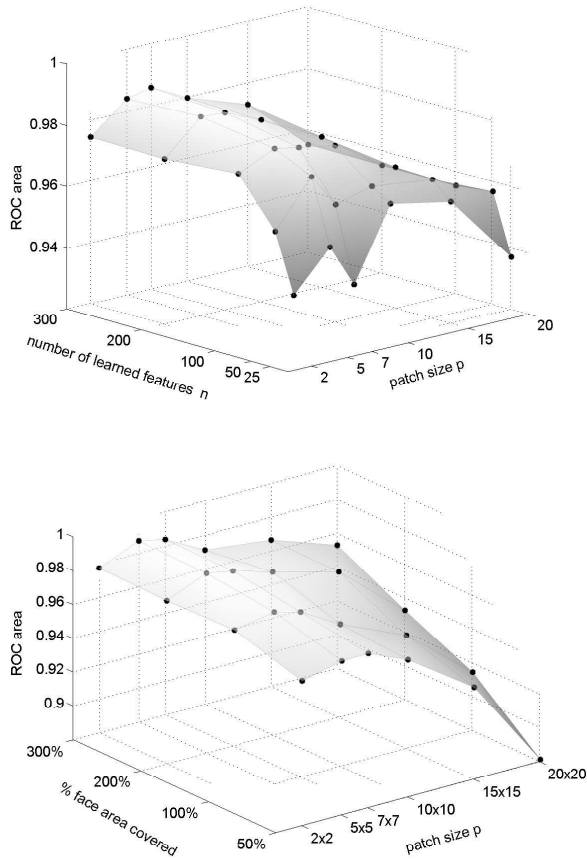 1
0.98
0.96
0.94
ROC area
300
200
100
50
25
number of learned features n
2
5
7
10
15
20
patch size p
1
0.98
0.96
0.94
0.92
0.9
ROC area
300%
200%
100%
50%
% face area covered
2x2
5x5
7x7
10x10
15x15
20x20
patch size p